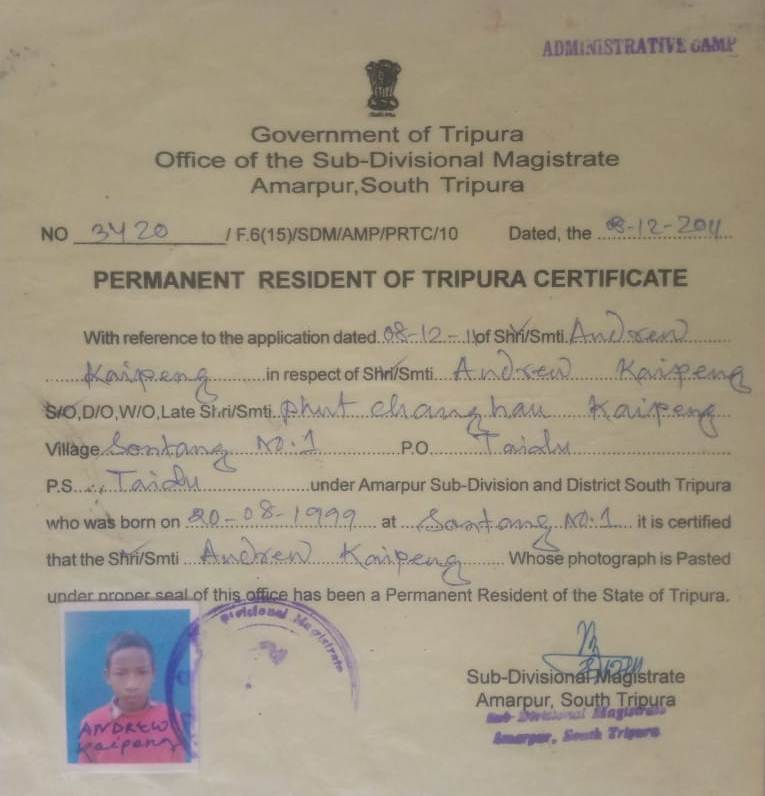 ADMINISTRATIVE CAMP
Government of Tripura
Office of the Sub-Divisional Magistrate
Amarpur,South Tripura
NO 3420 / F.6(15)/SDM/AMP/PRTC/10 Dated, the 08-12-2011
PERMANENT RESIDENT OF TRIPURA CERTIFICATE
With reference to the application dated 08-12-11 of Shri/Smti Andrew
Kaipeng in respect of Shri/Smti Andrew Kaipeng
S/O,D/O,W/O,Late Shri/Smti. Kaipeng
Village Sontang No.1 P.O Taidu
P.S. Taidu under Amarpur Sub-Division and District South Tripura
who was born on 20-08-1999 at Sontang No.1 it is certified
that the Shri/Smti Andrew Kaipeng Whose photograph is Pasted
under proper seal of this office has been a Permanent Resident of the State of Tripura.
Divisional Magistrate
ANDREW
Kaipeng
Sub-Divisional Magistrate
Amarpur, South Tripura
Sub-Divisional Magistrate
Amarpur, South Tripura